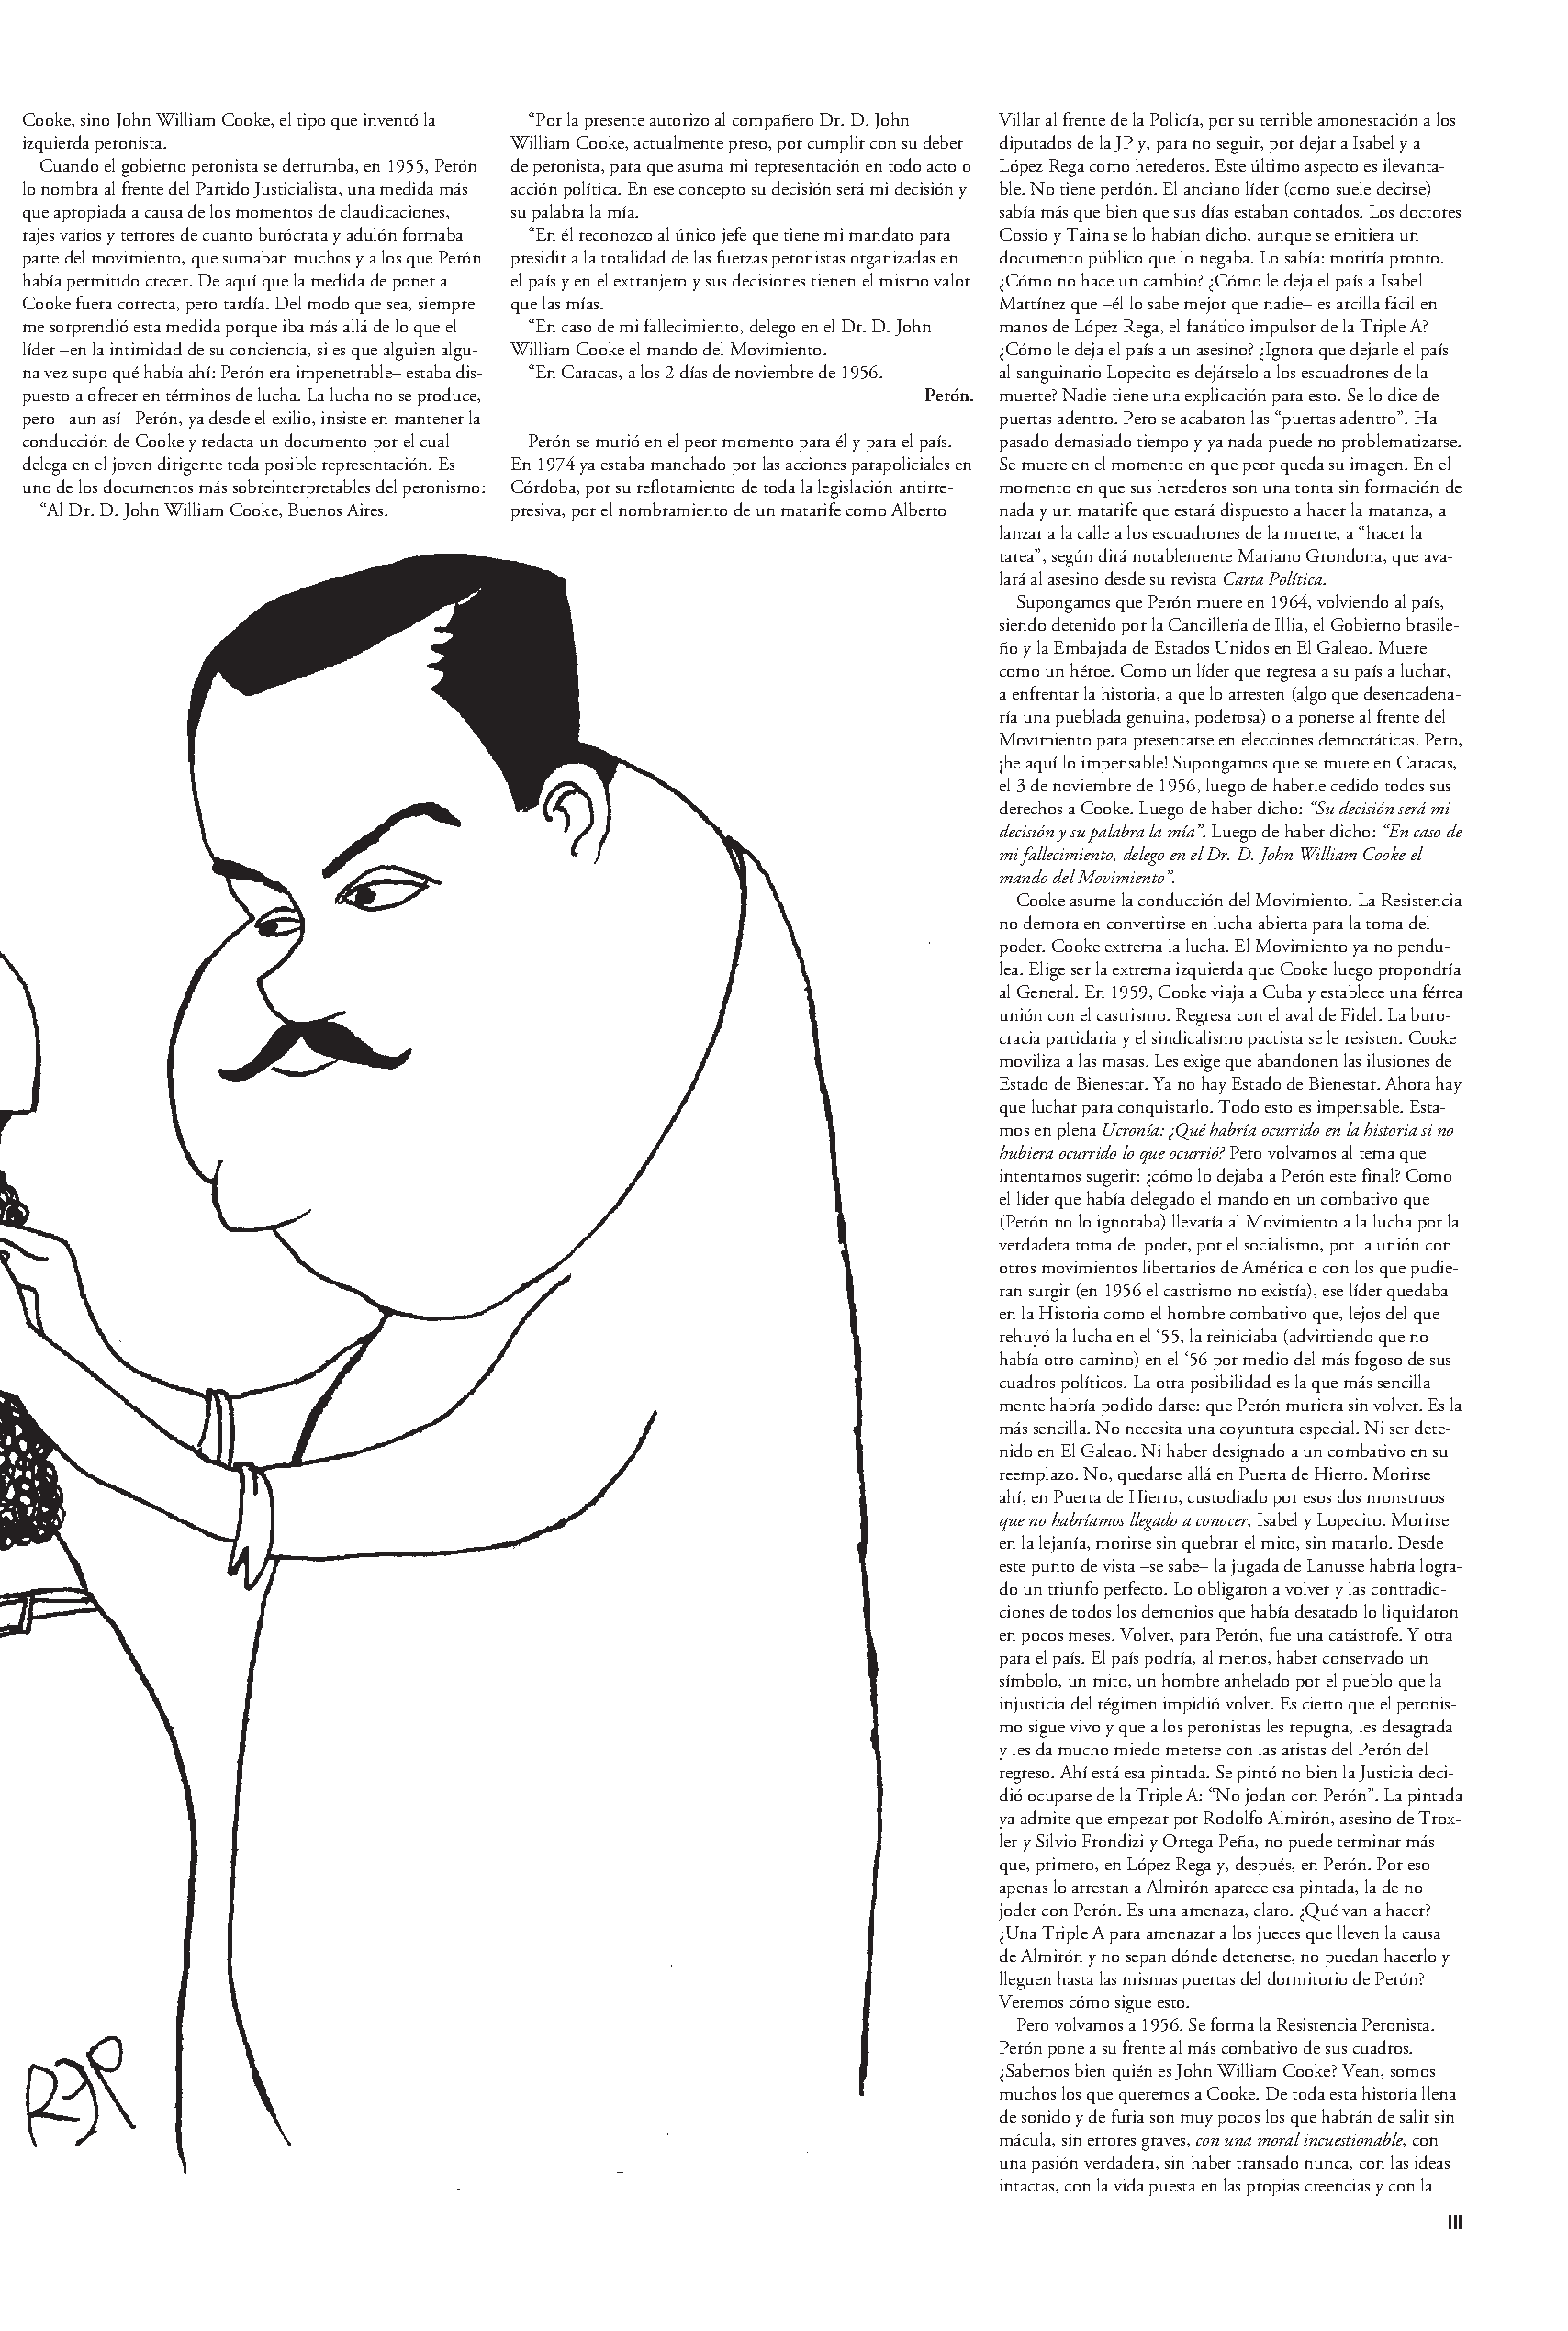 Cooke, sino John William Cooke, el tipo que inventó la
izquierda peronista.
Cuando el gobierno peronista se derrumba, en 1955, Perón
lo nombra al frente del Partido Justicialista, una medida más
que apropiada a causa de los momentos de claudicaciones,
rajes varios y terrores de cuanto burócrata y adulón formaba
parte del movimiento, que sumaban muchos y a los que Perón
había permitido crecer. De aquí que la medida de poner a
Cooke fuera correcta, pero tardía. Del modo que sea, siempre
me sorprendió esta medida porque iba más allá de lo que el
líder –en la intimidad de su conciencia, si es que alguien algu-
na vez supo qué había ahí: Perón era impenetrable– estaba dis-
puesto a ofrecer en términos de lucha. La lucha no se produce,
pero –aun así– Perón, ya desde el exilio, insiste en mantener la
conducción de Cooke y redacta un documento por el cual
delega en el joven dirigente toda posible representación. Es
uno de los documentos más sobreinterpretables del peronismo:
“Al Dr. D. John William Cooke, Buenos Aires.
“Por la presente autorizo al compañero Dr. D. John
William Cooke, actualmente preso, por cumplir con su deber
de peronista, para que asuma mi representación en todo acto o
acción política. En ese concepto su decisión será mi decisión y
su palabra la mía.
“En él reconozco al único jefe que tiene mi mandato para
presidir a la totalidad de las fuerzas peronistas organizadas en
el país y en el extranjero y sus decisiones tienen el mismo valor
que las mías.
“En caso de mi fallecimiento, delego en el Dr. D. John
William Cooke el mando del Movimiento.
“En Caracas, a los 2 días de noviembre de 1956.
Perón.
Perón se murió en el peor momento para él y para el país.
En 1974 ya estaba manchado por las acciones parapoliciales en
Córdoba, por su reflotamiento de toda la legislación antirre-
presiva, por el nombramiento de un matarife como Alberto
Villar al frente de la Policía, por su terrible amonestación a los
diputados de la JP y, para no seguir, por dejar a Isabel y a
López Rega como herederos. Este último aspecto es ilevanta-
ble. No tiene perdón. El anciano líder (como suele decirse)
sabía más que bien que sus días estaban contados. Los doctores
Cossio y Taina se lo habían dicho, aunque se emitiera un
documento público que lo negaba. Lo sabía: moriría pronto.
¿Cómo no hace un cambio? ¿Cómo le deja el país a Isabel
Martínez que –él lo sabe mejor que nadie– es arcilla fácil en
manos de López Rega, el fanático impulsor de la Triple A?
¿Cómo le deja el país a un asesino? ¿Ignora que dejarle el país
al sanguinario Lopecito es dejárselo a los escuadrones de la
muerte? Nadie tiene una explicación para esto. Se lo dice de
puertas adentro. Pero se acabaron las “puertas adentro”. Ha
pasado demasiado tiempo y ya nada puede no problematizarse.
Se muere en el momento en que peor queda su imagen. En el
momento en que sus herederos son una tonta sin formación de
nada y un matarife que estará dispuesto a hacer la matanza, a
lanzar a la calle a los escuadrones de la muerte, a “hacer la
tarea”, según dirá notablemente Mariano Grondona, que ava-
lará al asesino desde su revista Carta Política.
Supongamos que Perón muere en 1964, volviendo al país,
siendo detenido por la Cancillería de Illia, el Gobierno brasile-
ño y la Embajada de Estados Unidos en El Galeao. Muere
como un héroe. Como un líder que regresa a su país a luchar,
a enfrentar la historia, a que lo arresten (algo que desencadena-
ría una pueblada genuina, poderosa) o a ponerse al frente del
Movimiento para presentarse en elecciones democráticas. Pero,
¡he aquí lo impensable! Supongamos que se muere en Caracas,
el 3 de noviembre de 1956, luego de haberle cedido todos sus
derechos a Cooke. Luego de haber dicho: “Su decisión será mi
decisión y su palabra la mía”. Luego de haber dicho: “En caso de
mi fallecimiento, delego en el Dr. D. John William Cooke el
mando del Movimiento”.
Cooke asume la conducción del Movimiento. La Resistencia
no demora en convertirse en lucha abierta para la toma del
poder. Cooke extrema la lucha. El Movimiento ya no pendu-
lea. Elige ser la extrema izquierda que Cooke luego propondría
al General. En 1959, Cooke viaja a Cuba y establece una férrea
unión con el castrismo. Regresa con el aval de Fidel. La buro-
cracia partidaria y el sindicalismo pactista se le resisten. Cooke
moviliza a las masas. Les exige que abandonen las ilusiones de
Estado de Bienestar. Ya no hay Estado de Bienestar. Ahora hay
que luchar para conquistarlo. Todo esto es impensable. Esta-
mos en plena Ucronía: ¿Qué habría ocurrido en la historia si no
hubiera ocurrido lo que ocurrió? Pero volvamos al tema que
intentamos sugerir: ¿cómo lo dejaba a Perón este final? Como
el líder que había delegado el mando en un combativo que
(Perón no lo ignoraba) llevaría al Movimiento a la lucha por la
verdadera toma del poder, por el socialismo, por la unión con
otros movimientos libertarios de América o con los que pudie-
ran surgir (en 1956 el castrismo no existía), ese líder quedaba
en la Historia como el hombre combativo que, lejos del que
rehuyó la lucha en el ‘55, la reiniciaba (advirtiendo que no
había otro camino) en el ‘56 por medio del más fogoso de sus
cuadros políticos. La otra posibilidad es la que más sencilla-
mente habría podido darse: que Perón muriera sin volver. Es la
más sencilla. No necesita una coyuntura especial. Ni ser dete-
nido en El Galeao. Ni haber designado a un combativo en su
reemplazo. No, quedarse allá en Puerta de Hierro. Morirse
ahí, en Puerta de Hierro, custodiado por esos dos monstruos
que no habríamos llegado a conocer, Isabel y Lopecito. Morirse
en la lejanía, morirse sin quebrar el mito, sin matarlo. Desde
este punto de vista –se sabe– la jugada de Lanusse habría logra-
do un triunfo perfecto. Lo obligaron a volver y las contradic-
ciones de todos los demonios que había desatado lo liquidaron
en pocos meses. Volver, para Perón, fue una catástrofe. Y otra
para el país. El país podría, al menos, haber conservado un
símbolo, un mito, un hombre anhelado por el pueblo que la
injusticia del régimen impidió volver. Es cierto que el peronis-
mo sigue vivo y que a los peronistas les repugna, les desagrada
y les da mucho miedo meterse con las aristas del Perón del
regreso. Ahí está esa pintada. Se pintó no bien la Justicia deci-
dió ocuparse de la Triple A: “No jodan con Perón”. La pintada
ya admite que empezar por Rodolfo Almirón, asesino de Trox-
ler y Silvio Frondizi y Ortega Peña, no puede terminar más
que, primero, en López Rega y, después, en Perón. Por eso
apenas lo arrestan a Almirón aparece esa pintada, la de no
joder con Perón. Es una amenaza, claro. ¿Qué van a hacer?
¿Una Triple A para amenazar a los jueces que lleven la causa
de Almirón y no sepan dónde detenerse, no puedan hacerlo y
lleguen hasta las mismas puertas del dormitorio de Perón?
Veremos cómo sigue esto.
Pero volvamos a 1956. Se forma la Resistencia Peronista.
Perón pone a su frente al más combativo de sus cuadros.
¿Sabemos bien quién es John William Cooke? Vean, somos
muchos los que queremos a Cooke. De toda esta historia llena
de sonido y de furia son muy pocos los que habrán de salir sin
mácula, sin errores graves, con una moral incuestionable, con
una pasión verdadera, sin haber transado nunca, con las ideas
intactas, con la vida puesta en las propias creencias y con la
III